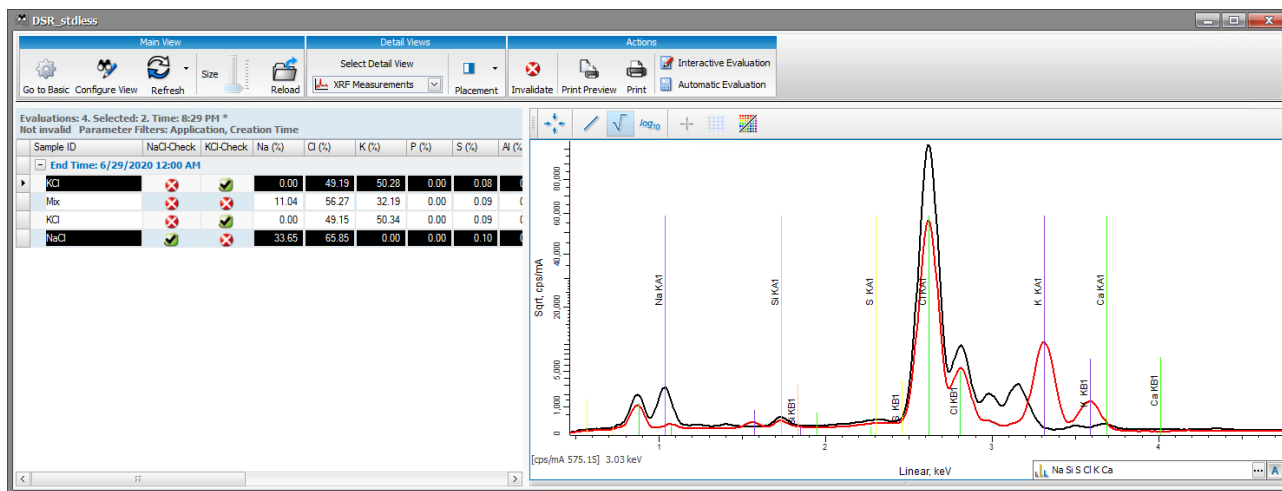 DSR_stdless
Main View
Detail Views
Actions
Go to Basic
Configure View
Refresh
Size
Reload
Select Detail View
XRF Measurements
Placement
Invalidate
Print Preview
Print
Interactive Evaluation
Automatic Evaluation
Evaluations: 4. Selected: 2. Time: 8:29 PM *
Not invalid Parameter Filters: Application, Creation Time
Sample ID NaCl-Check KCl-Check Na (%) Cl (%) K (%) P (%) S (%) Al (%
End Time: 6/29/2020 12:00 AM
KCl 0.00 49.19 50.28 0.00 0.08
Mix 11.04 56.27 32.19 0.00 0.09
KCl 0.00 49.15 50.34 0.00 0.09
NaCl 33.65 65.85 0.00 0.00 0.10
log10
Sqrt, cps/mA
80,000
60,000
40,000
20,000
5,000
1,000
0
Na KA1
Si KA1
Si KB1
S KA1
S KB1
Cl KA1
Cl KB1
K KA1
K KB1
Ca KA1
Ca KB1
1 2 3 4
[cps/mA 575.15] 3.03 keV
Linear, keV
Na Si S Cl K Ca
A